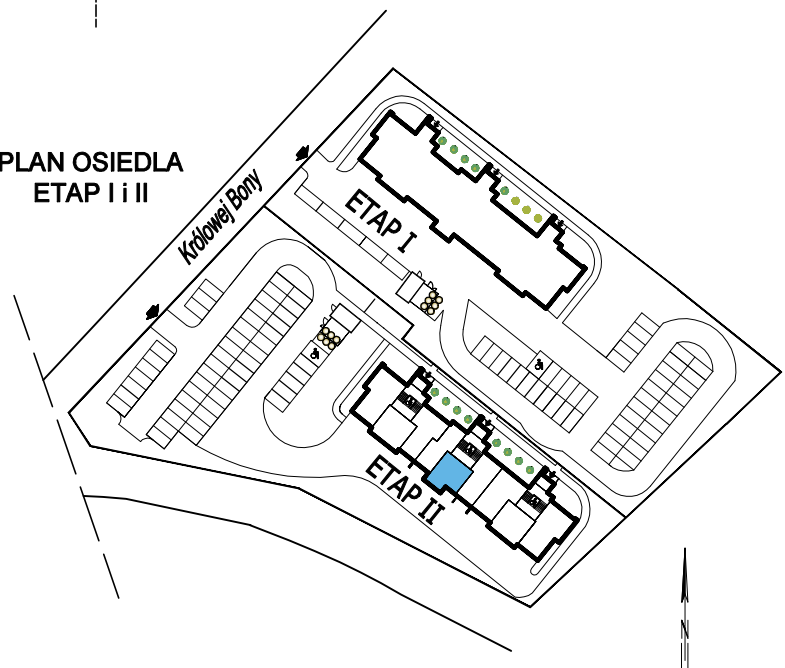 PLAN OSIEDLA
ETAP I i II
Królowej Bony
ETAP I
ETAP II
N